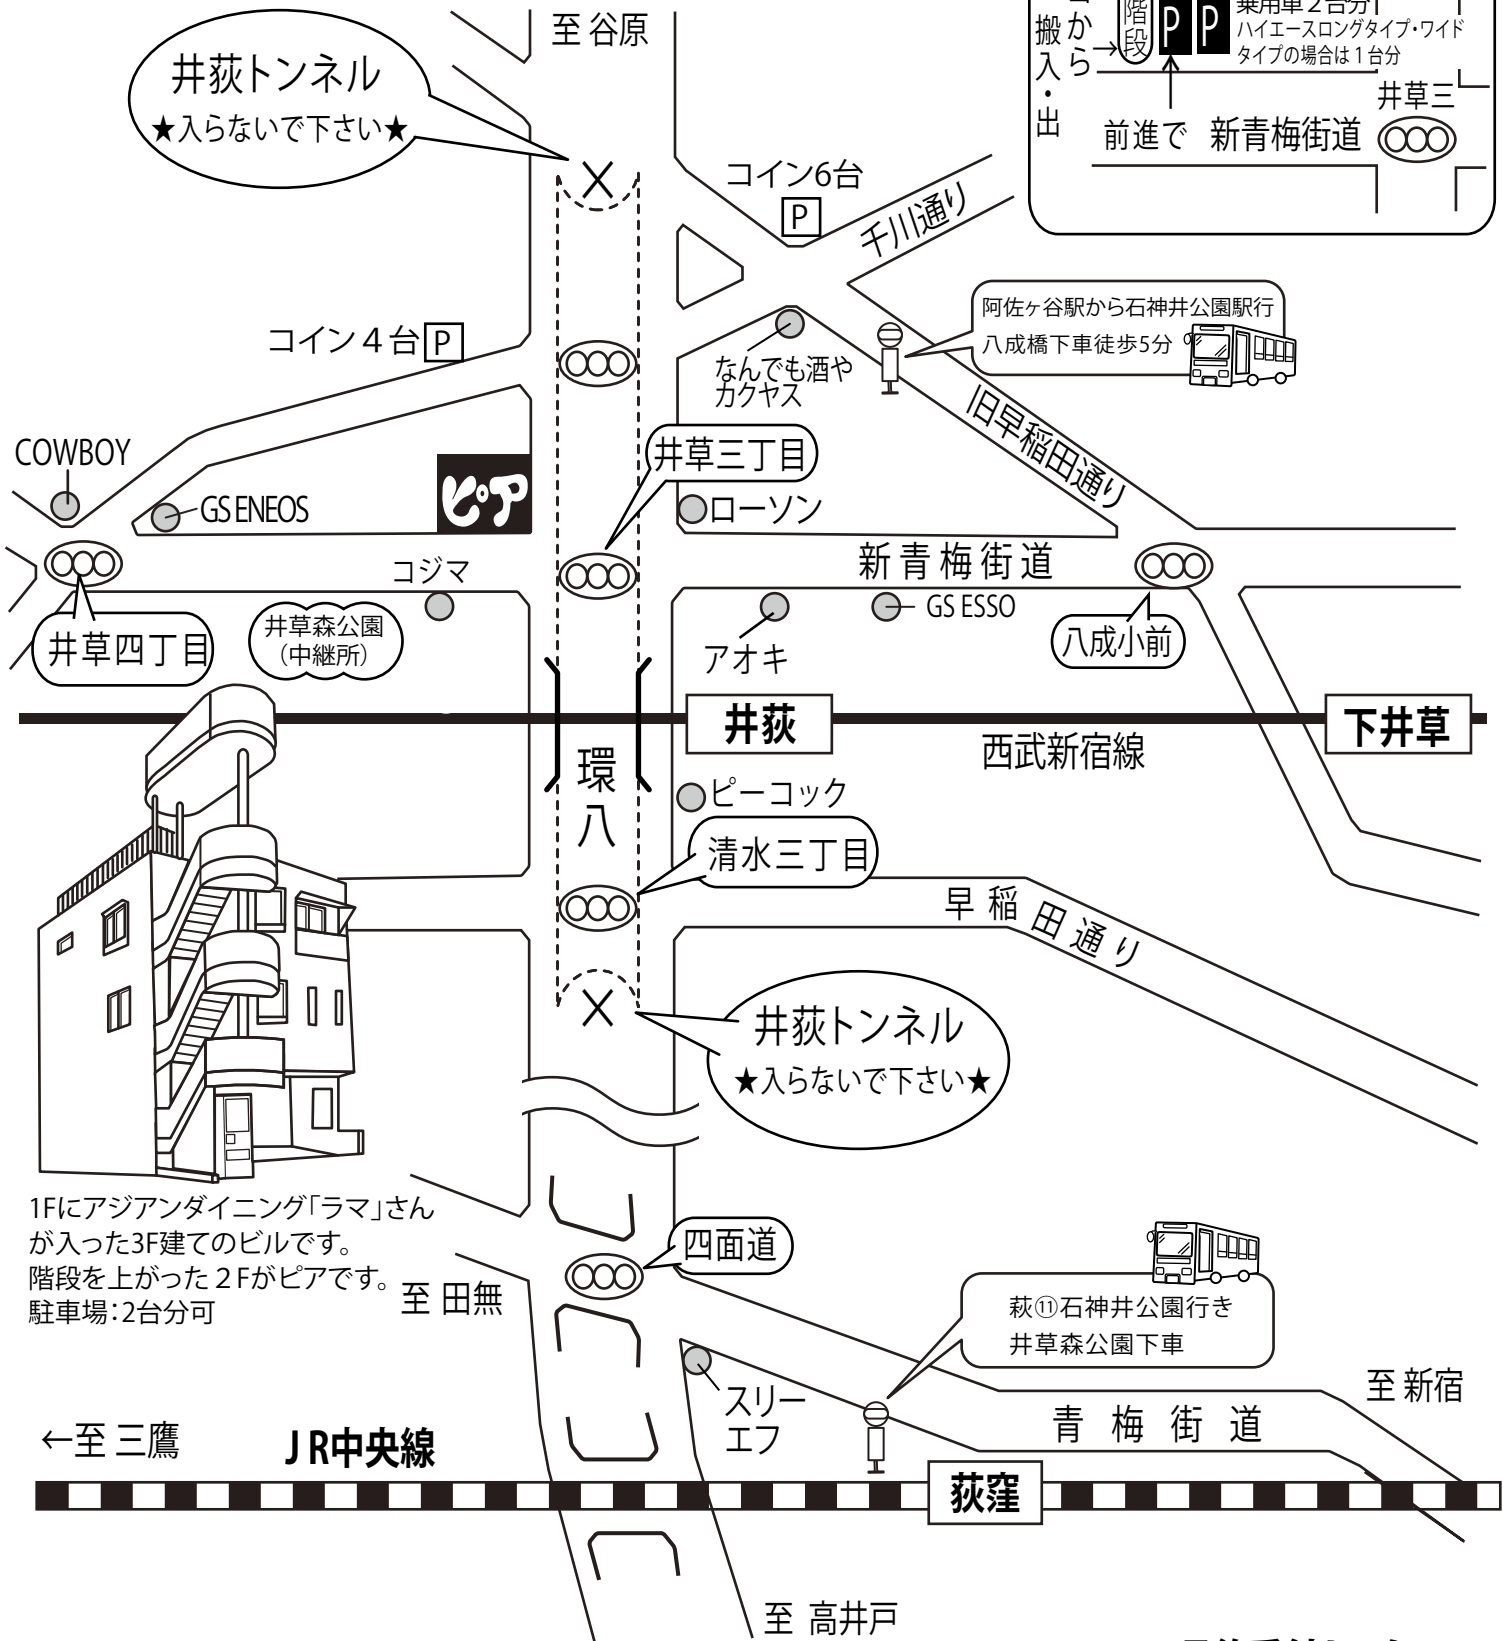 至 谷原
井荻トンネル
★入らないで下さい★
搬入・出
から
→
階段
P P
ハイエースロングタイプ・ワイド
タイプの場合は1台分
井草三
前進で
新青梅街道
コイン6台
P
千川通り
阿佐ヶ谷駅から石神井公園駅行
八成橋下車徒歩5分
コイン4台 P
なんでも酒や
カクヤス
旧早稲田通り
COWBOY
GS ENEOS
ピア
井草三丁目
ローソン
新青梅街道
コジマ
井草四丁目
井草森公園
(中継所)
アオキ
GS ESSO
八成小前
井荻
西武新宿線
下井草
環八
ピーコック
清水三丁目
早稲田通り
井荻トンネル
★入らないで下さい★
1Fにアジアンダイニング「ラマ」さん
が入った3F建てのビルです。
階段を上がった2Fがピアです。
駐車場:2台分可
至 田無
四面道
萩⑪石神井公園行き
井草森公園下車
スリー
エフ
青梅街道
至 新宿
←至 三鷹
JR中央線
荻窪
至 高井戸